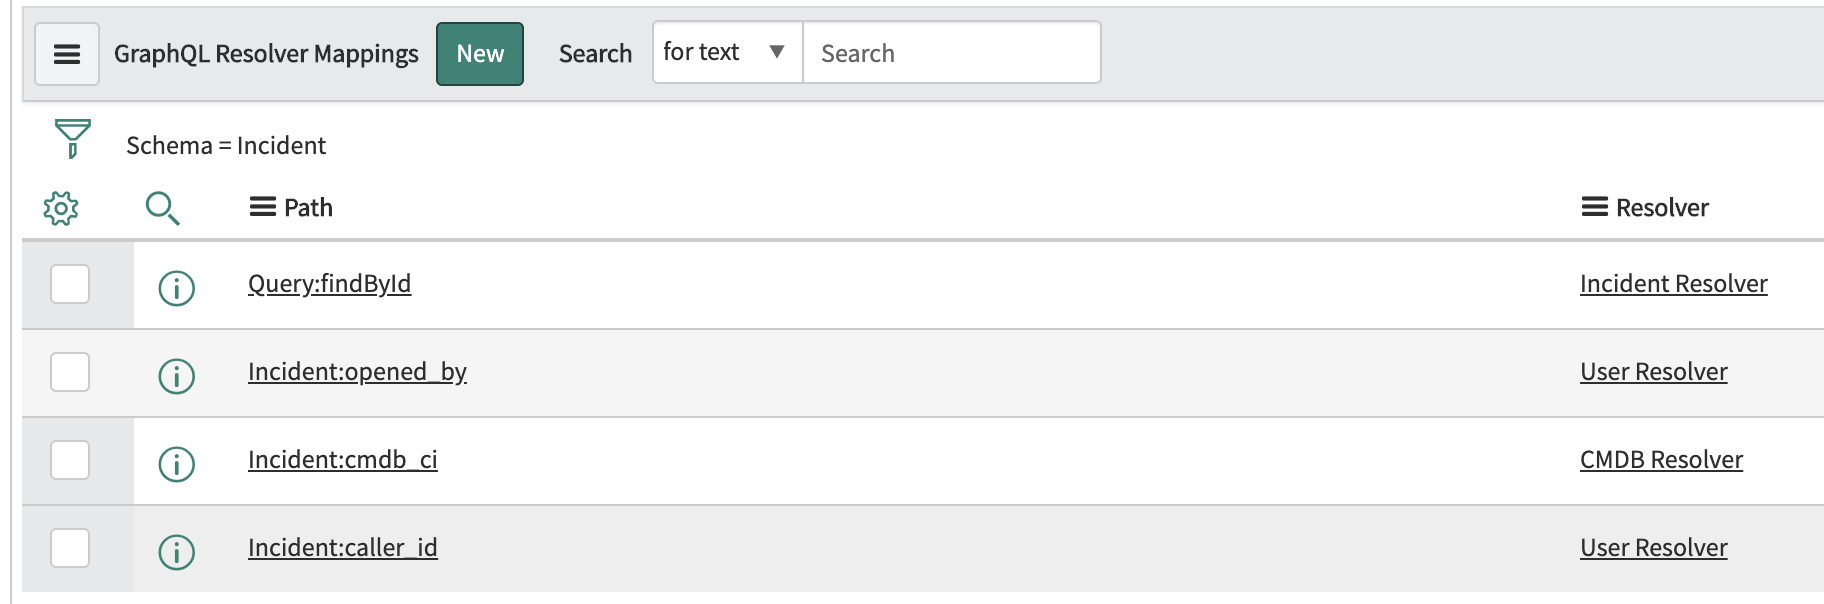 GraphQL Resolver Mappings New Search for text Search
Schema = Incident
Path Resolver
Query:findById Incident Resolver
Incident:opened_by User Resolver
Incident:cmdb_ci CMDB Resolver
Incident:caller_id User Resolver